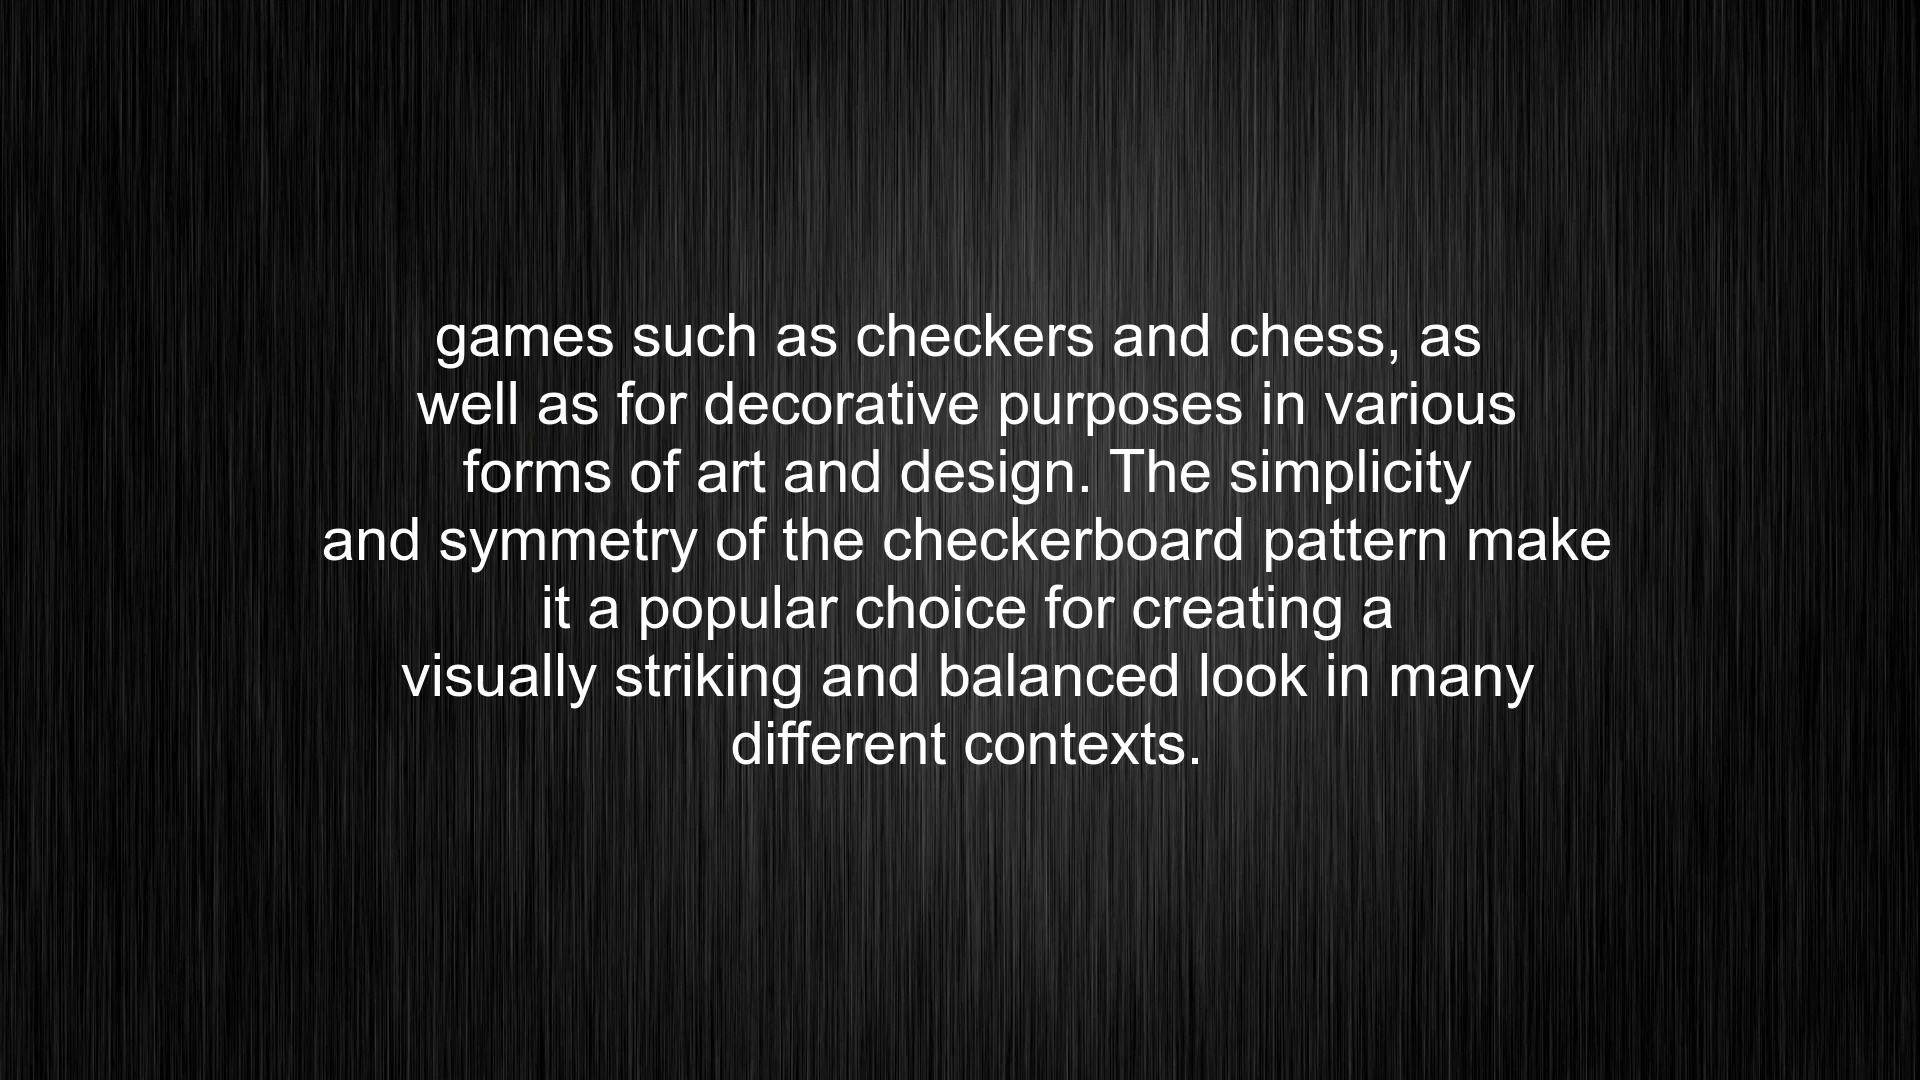 games such as checkers and chess, as
well as for decorative purposes in various
forms of art and design. The simplicity
and symmetry of the checkerboard pattern make
it a popular choice for creating a
visually striking and balanced look in many
different contexts.